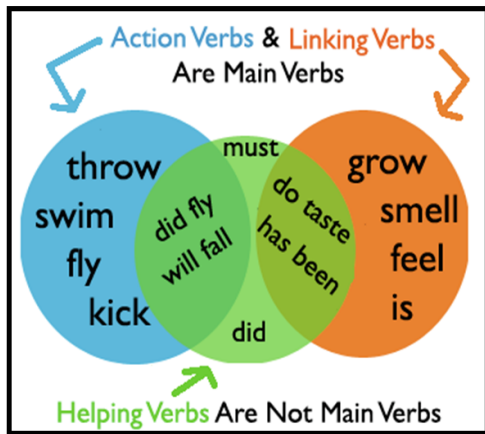 Action Verbs & Linking Verbs
Are Main Verbs
throw
swim
fly
kick
did fly
will fall
must
did
do taste
has been
grow
smell
feel
is
Helping Verbs Are Not Main Verbs